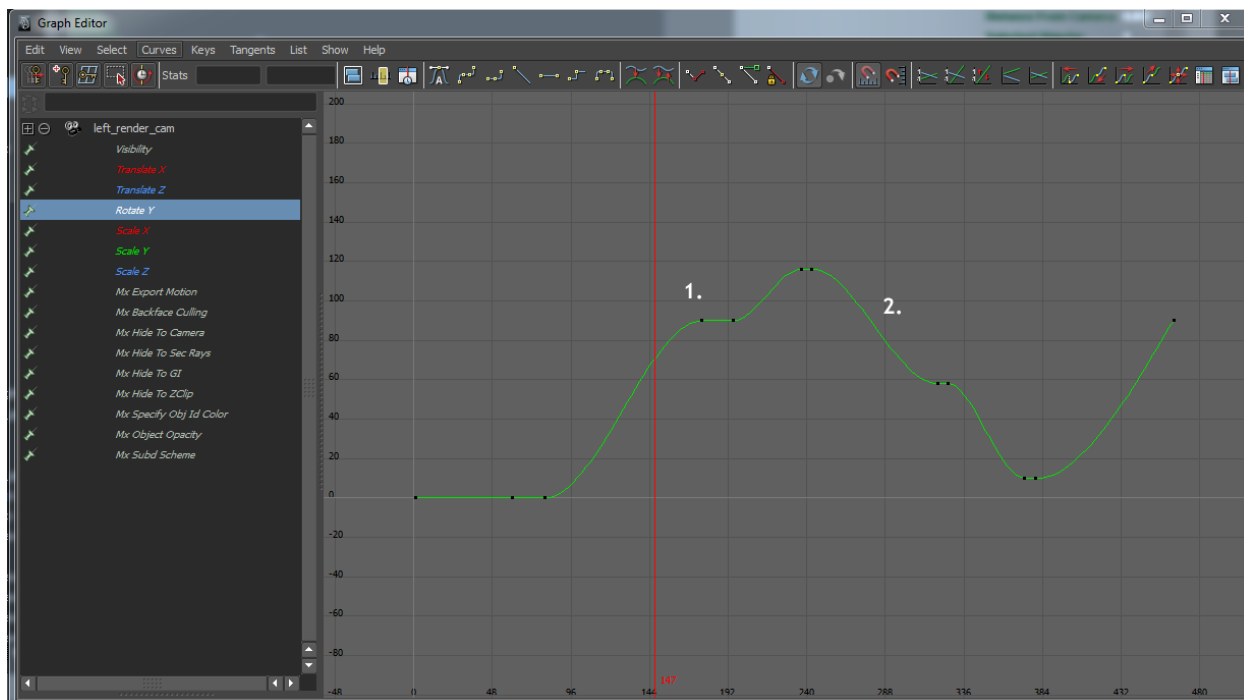 Graph Editor
Edit View Select Curves Keys Tangents List Show Help
Stats
left_render_cam
Visibility
Translate X
Translate Z
Rotate Y
Scale X
Scale Y
Scale Z
Mx Export Motion
Mx Backface Culling
Mx Hide To Camera
Mx Hide To Sec Rays
Mx Hide To GI
Mx Hide To ZClip
Mx Specify Obj Id Color
Mx Object Opacity
Mx Subd Scheme
200
180
160
140
120
100
80
60
40
20
0
-20
-40
-60
-80
1.
2.
147
-48 0 48 96 144 192 240 288 336 384 432 480